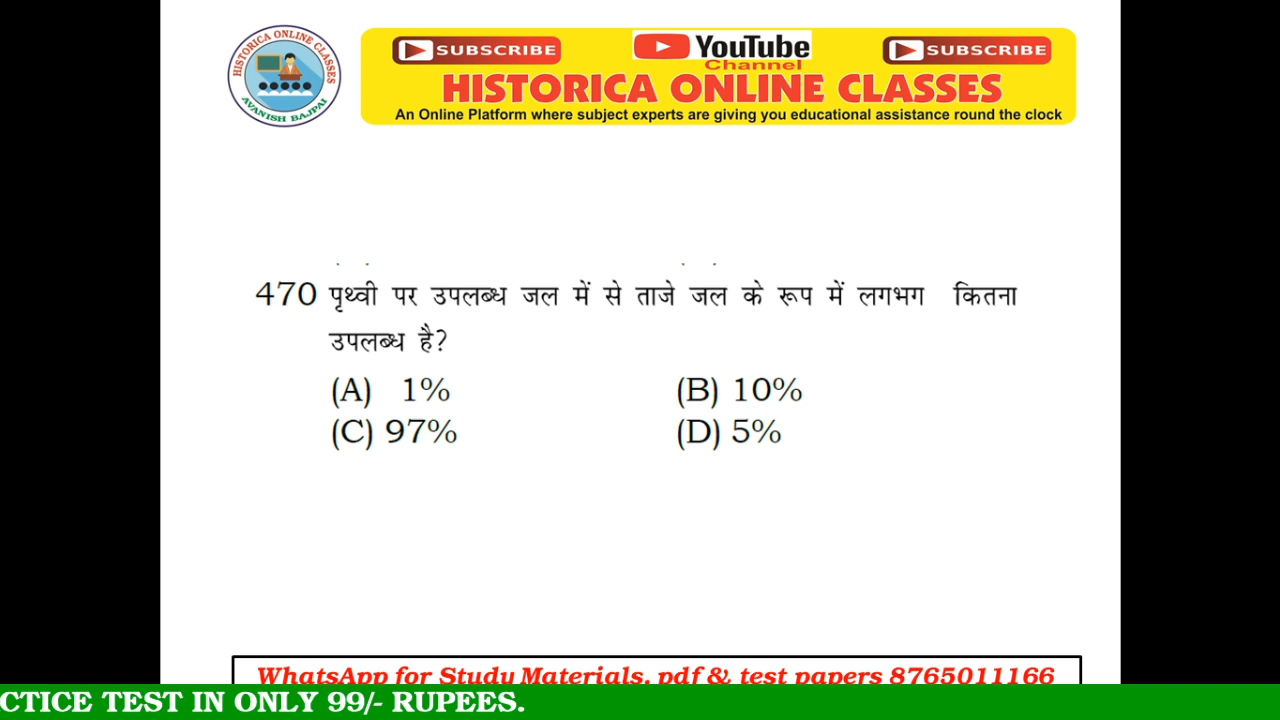 HISTORICA ONLINE CLASSES
AVANISH BAJPAI
SUBSCRIBE
YouTube
SUBSCRIBE
Channel
HISTORICA ONLINE CLASSES
An Online Platform where subject experts are giving you educational assistance round the clock
470 पृथ्वी पर उपलब्ध जल में से ताजे जल के रूप में लगभग कितना
उपलब्ध है?
(A) 1% (B) 10%
(C) 97% (D) 5%
WhatsApp for Study Materials, pdf & test papers 8765011166
CTICE TEST IN ONLY 99/- RUPEES.